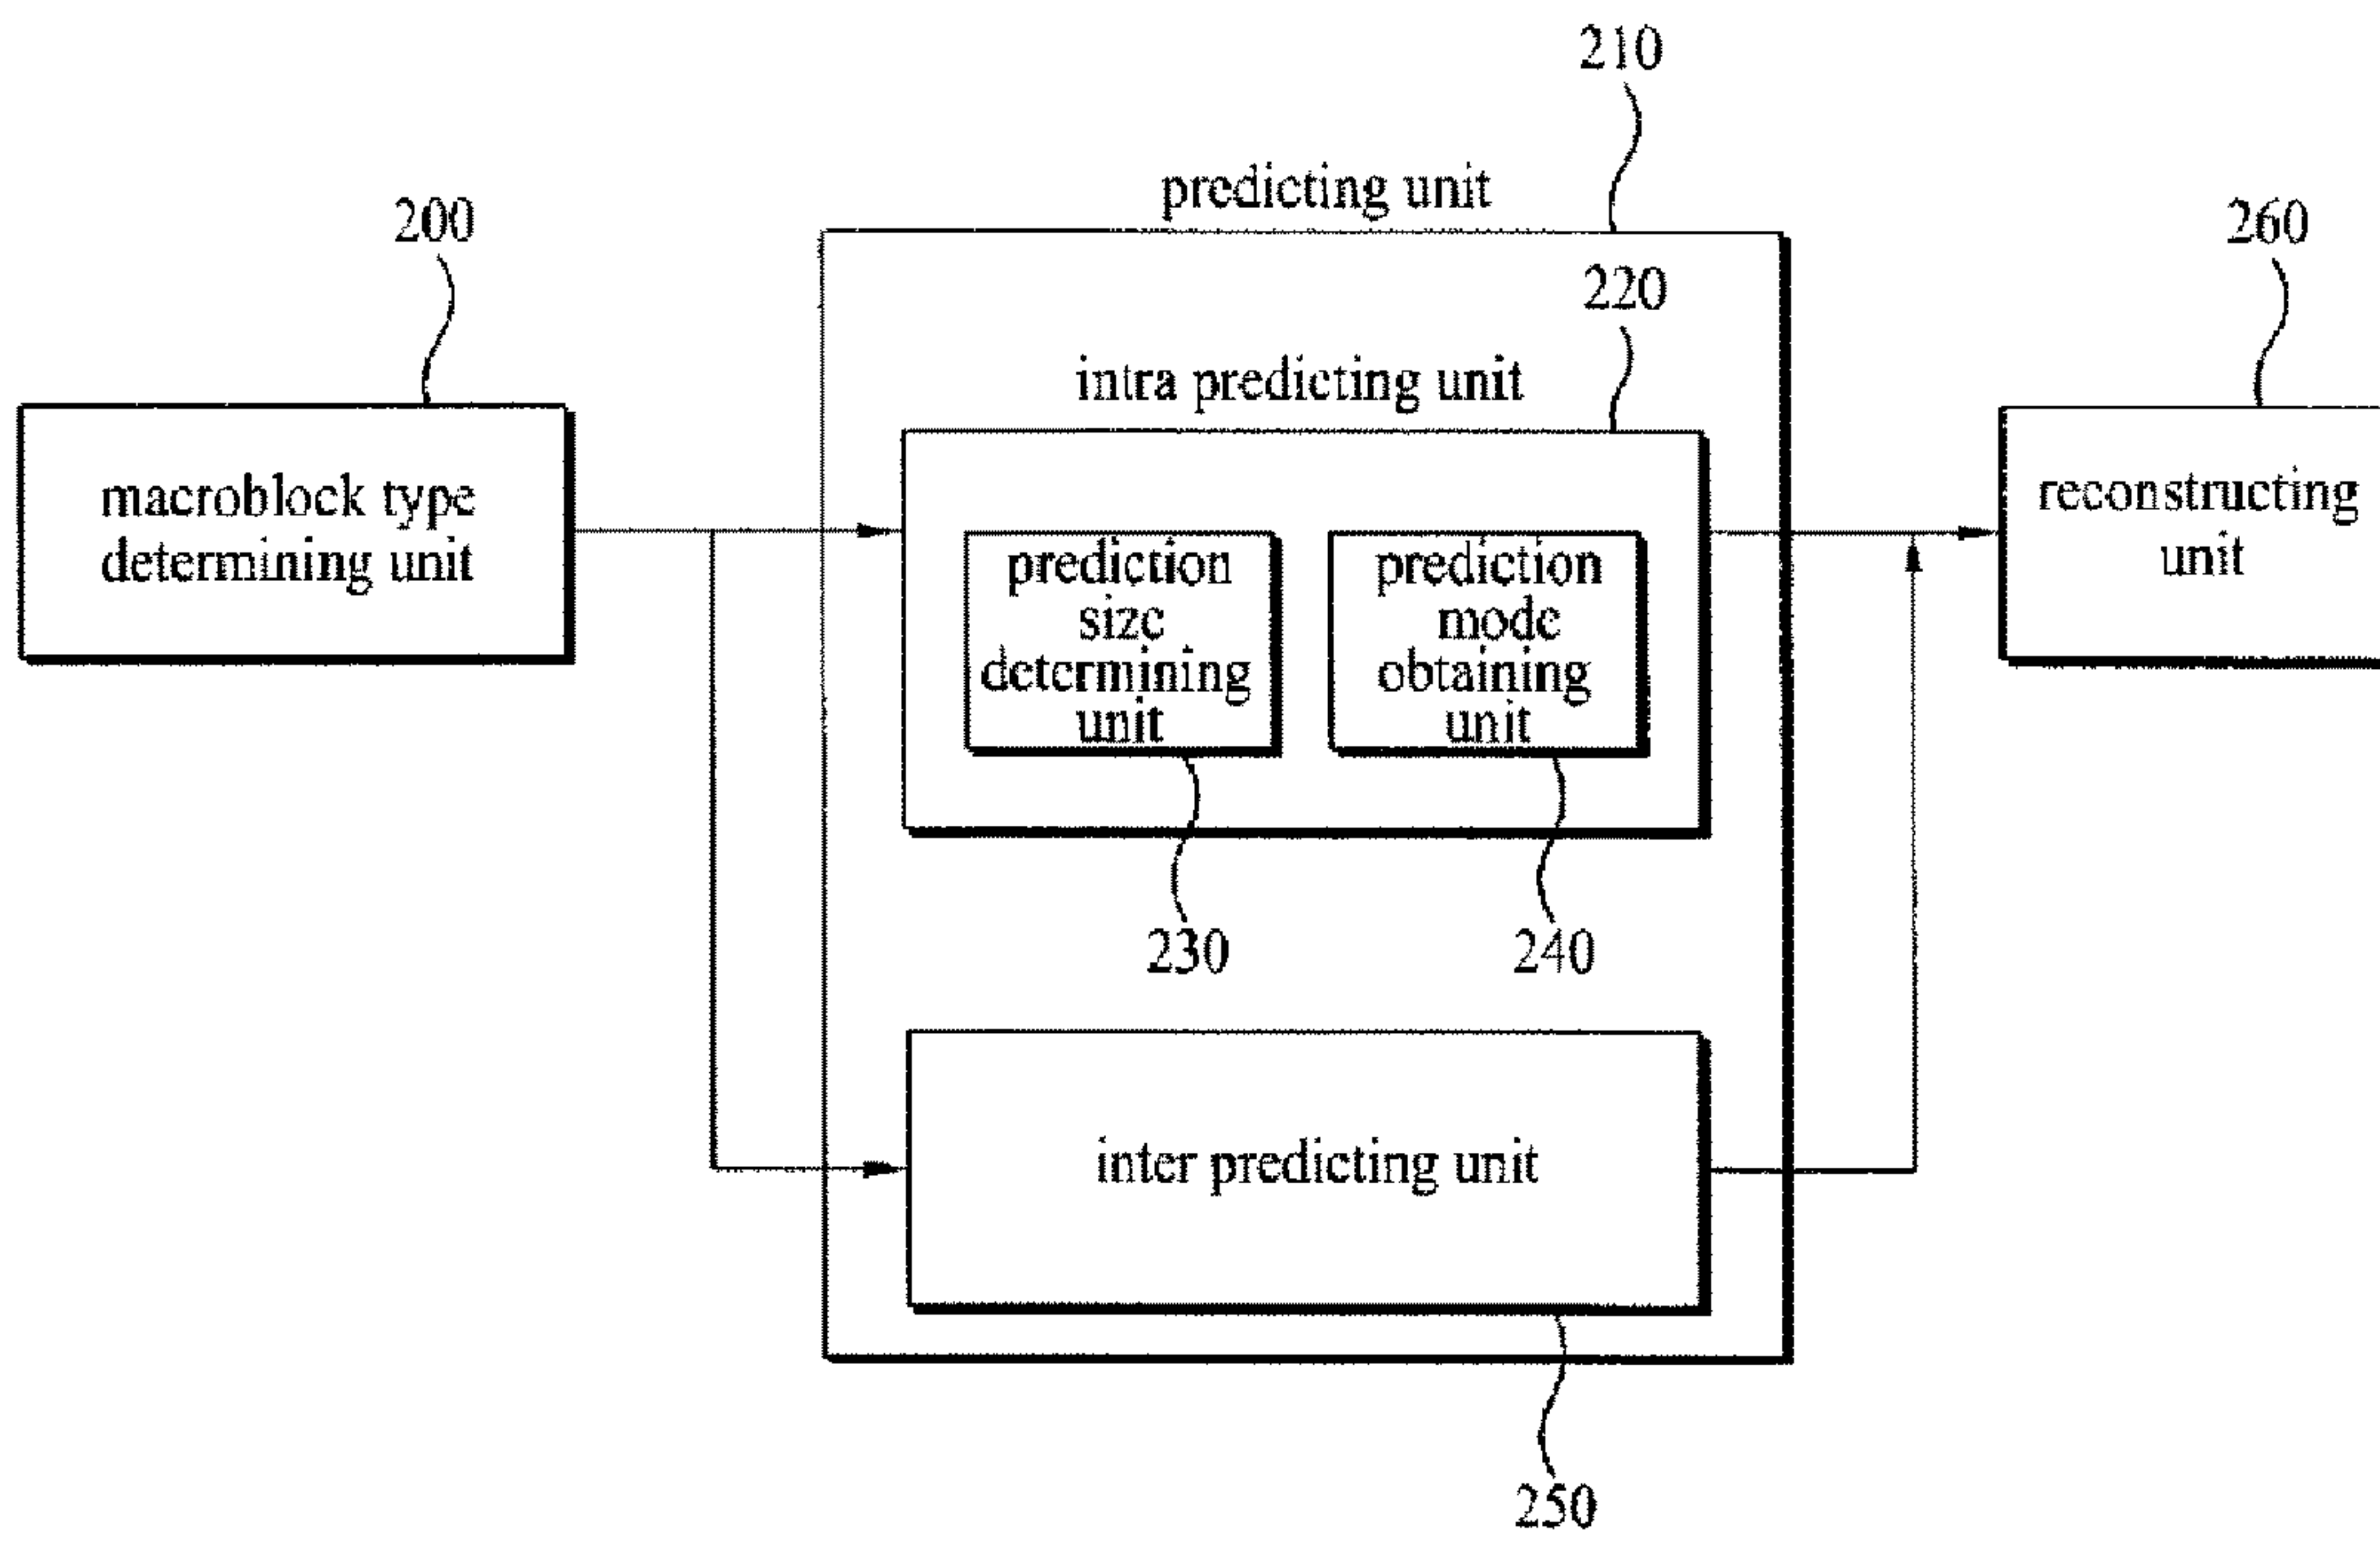 210
predicting unit
200
260
220
intra predicting unit
macroblock type
determining unit
reconstructing
unit
prediction
size
determining
unit
prediction
mode
obtaining
unit
230
240
inter predicting unit
250